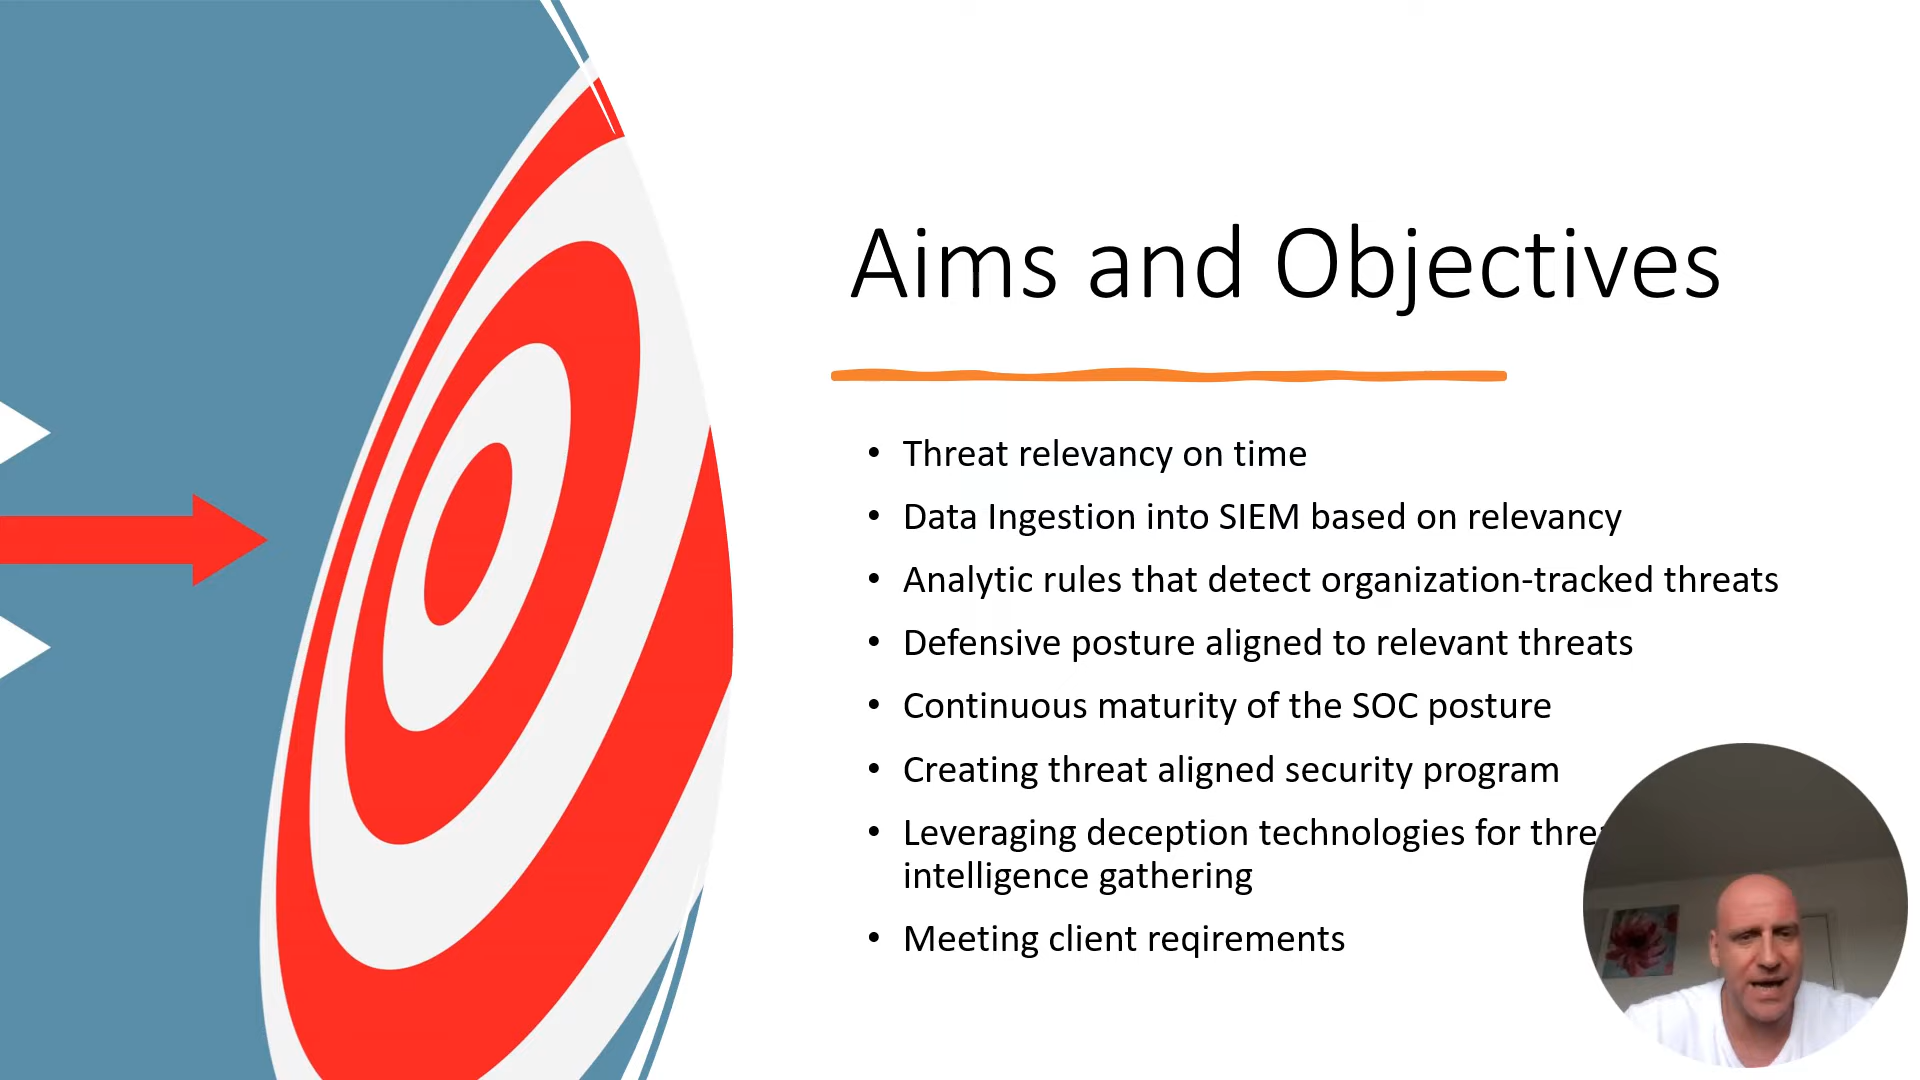 Aims and Objectives
• Threat relevancy on time
• Data Ingestion into SIEM based on relevancy
• Analytic rules that detect organization-tracked threats
• Defensive posture aligned to relevant threats
• Continuous maturity of the SOC posture
• Creating threat aligned security program
• Leveraging deception technologies for
intelligence gathering
• Meeting client reqirements